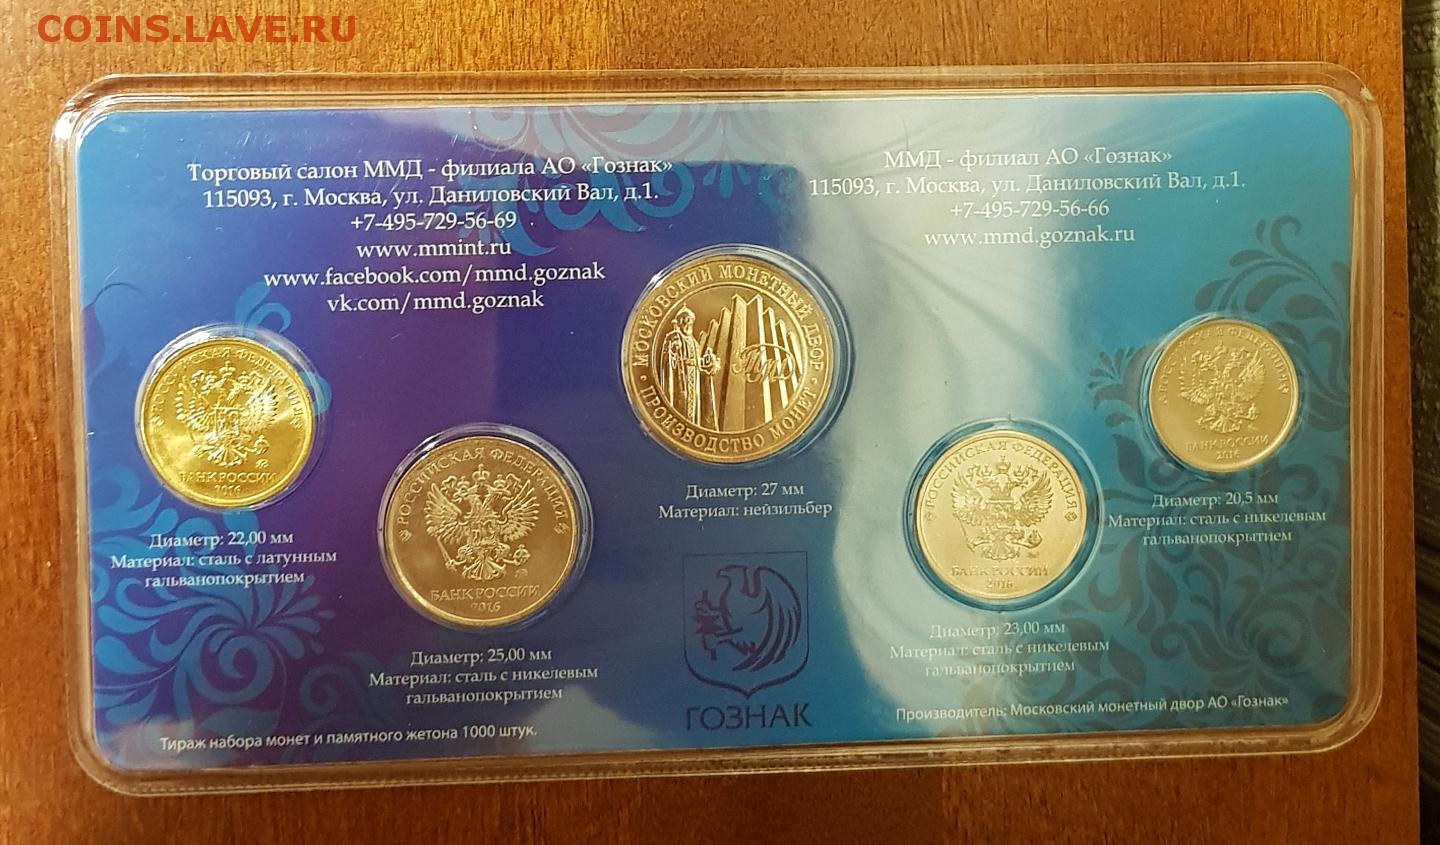 COINS.LAVE.RU
Торговый салон ММД - филиала АО «Гознак»
115093, г. Москва, ул. Даниловский Вал, д.1.
+7-495-729-56-69
www.mmint.ru
www.facebook.com/mmd.goznak
vk.com/mmd.goznak
ММД - филиал АО «Гознак»
115093, г. Москва, ул. Даниловский Вал, д.1.
+7-495-729-56-66
www.mmd.goznak.ru
РОССИЙСКАЯ ФЕДЕРАЦИЯ
БАНК РОССИИ
2016
Диаметр: 22,00 мм
Материал: сталь с латунным
гальванопокрытием
РОССИЙСКАЯ ФЕДЕРАЦИЯ
БАНК РОССИИ
2016
Диаметр: 25,00 мм
Материал: сталь с никелевым
гальванопокрытием
МОСКОВСКИЙ МОНЕТНЫЙ ДВОР
ПРОИЗВОДСТВО МОНЕТ
Диаметр: 27 мм
Материал: нейзильбер
ГОЗНАК
РОССИЙСКАЯ ФЕДЕРАЦИЯ
БАНК РОССИИ
2016
Диаметр: 23,00 мм
Материал: сталь с никелевым
гальванопокрытием
РОССИЙСКАЯ ФЕДЕРАЦИЯ
БАНК РОССИИ
2016
Диаметр: 20,5 мм
Материал: сталь с никелевым
гальванопокрытием
Тираж набора монет и памятного жетона 1000 штук.
Производитель: Московский монетный двор АО «Гознак»